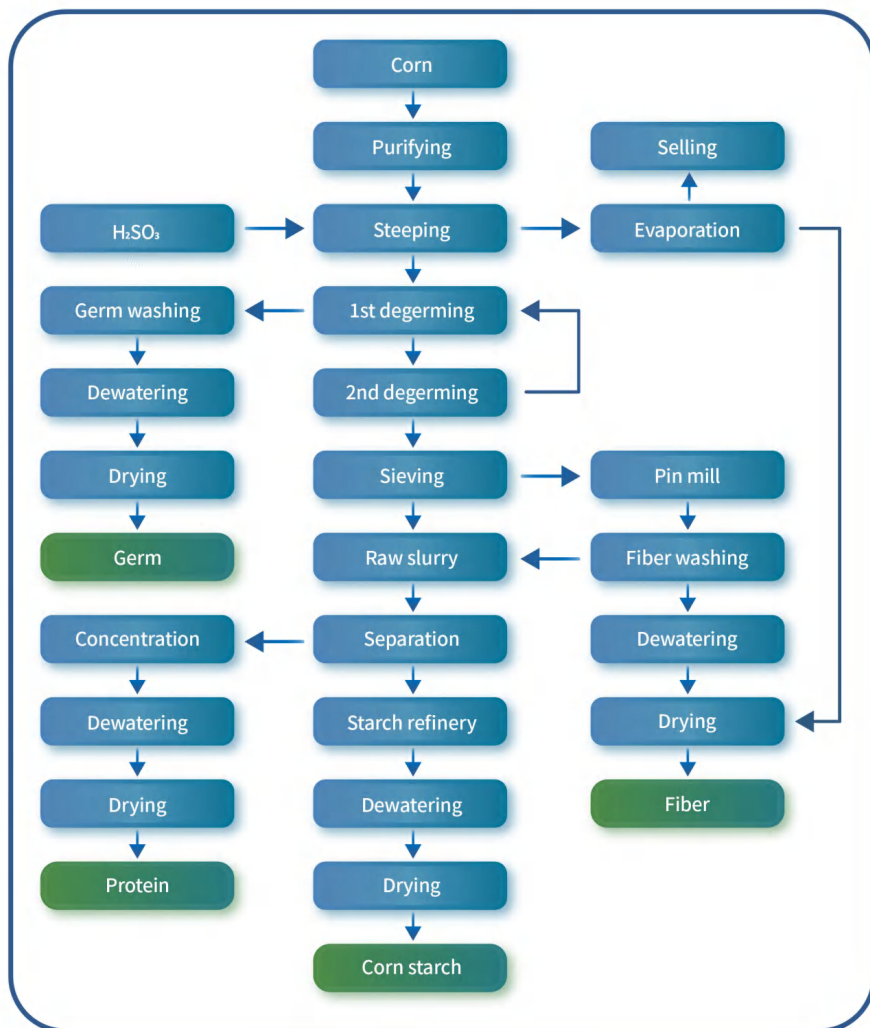 Corn
Purifying
Selling
H₂SO₃
Steeping
Evaporation
Germ washing
1st degerming
Dewatering
2nd degerming
Drying
Sieving
Pin mill
Germ
Raw slurry
Fiber washing
Concentration
Separation
Dewatering
Dewatering
Starch refinery
Drying
Drying
Dewatering
Fiber
Protein
Drying
Corn starch